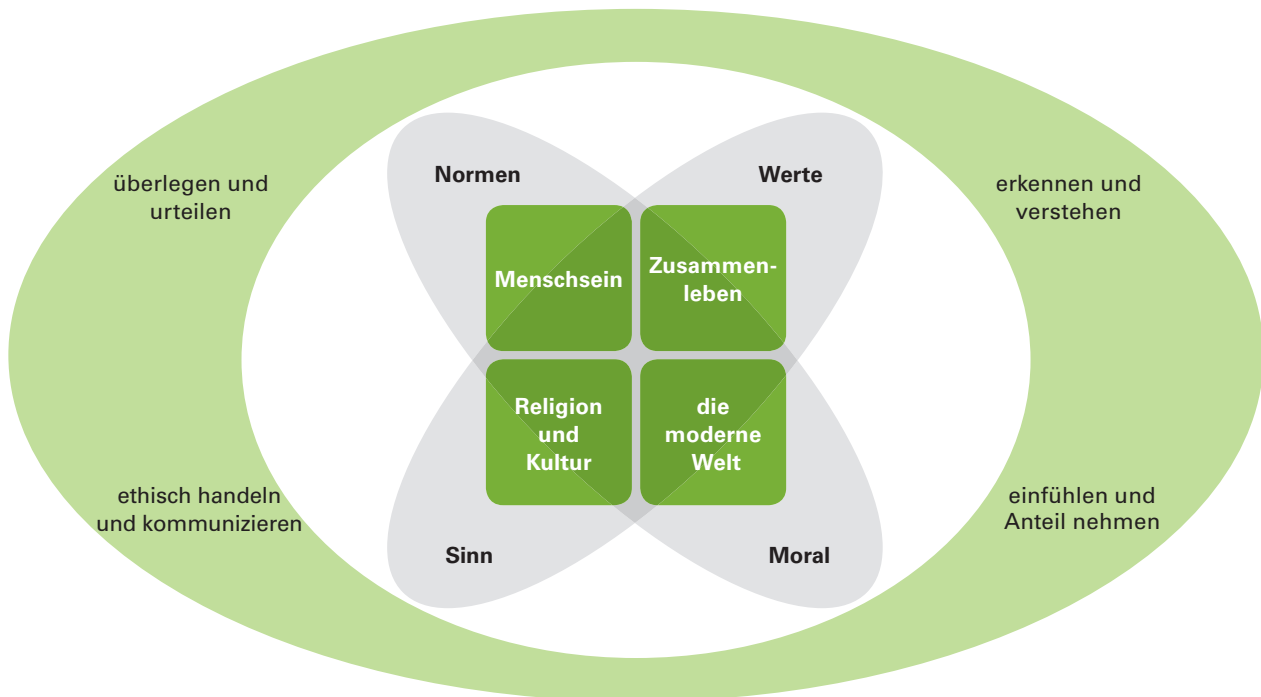 Normen
Werte
überlegen und
urteilen
erkennen und
verstehen
Menschsein
Zusammen-
leben
Religion
und
Kultur
die
moderne
Welt
ethisch handeln
und kommunizieren
einfühlen und
Anteil nehmen
Sinn
Moral